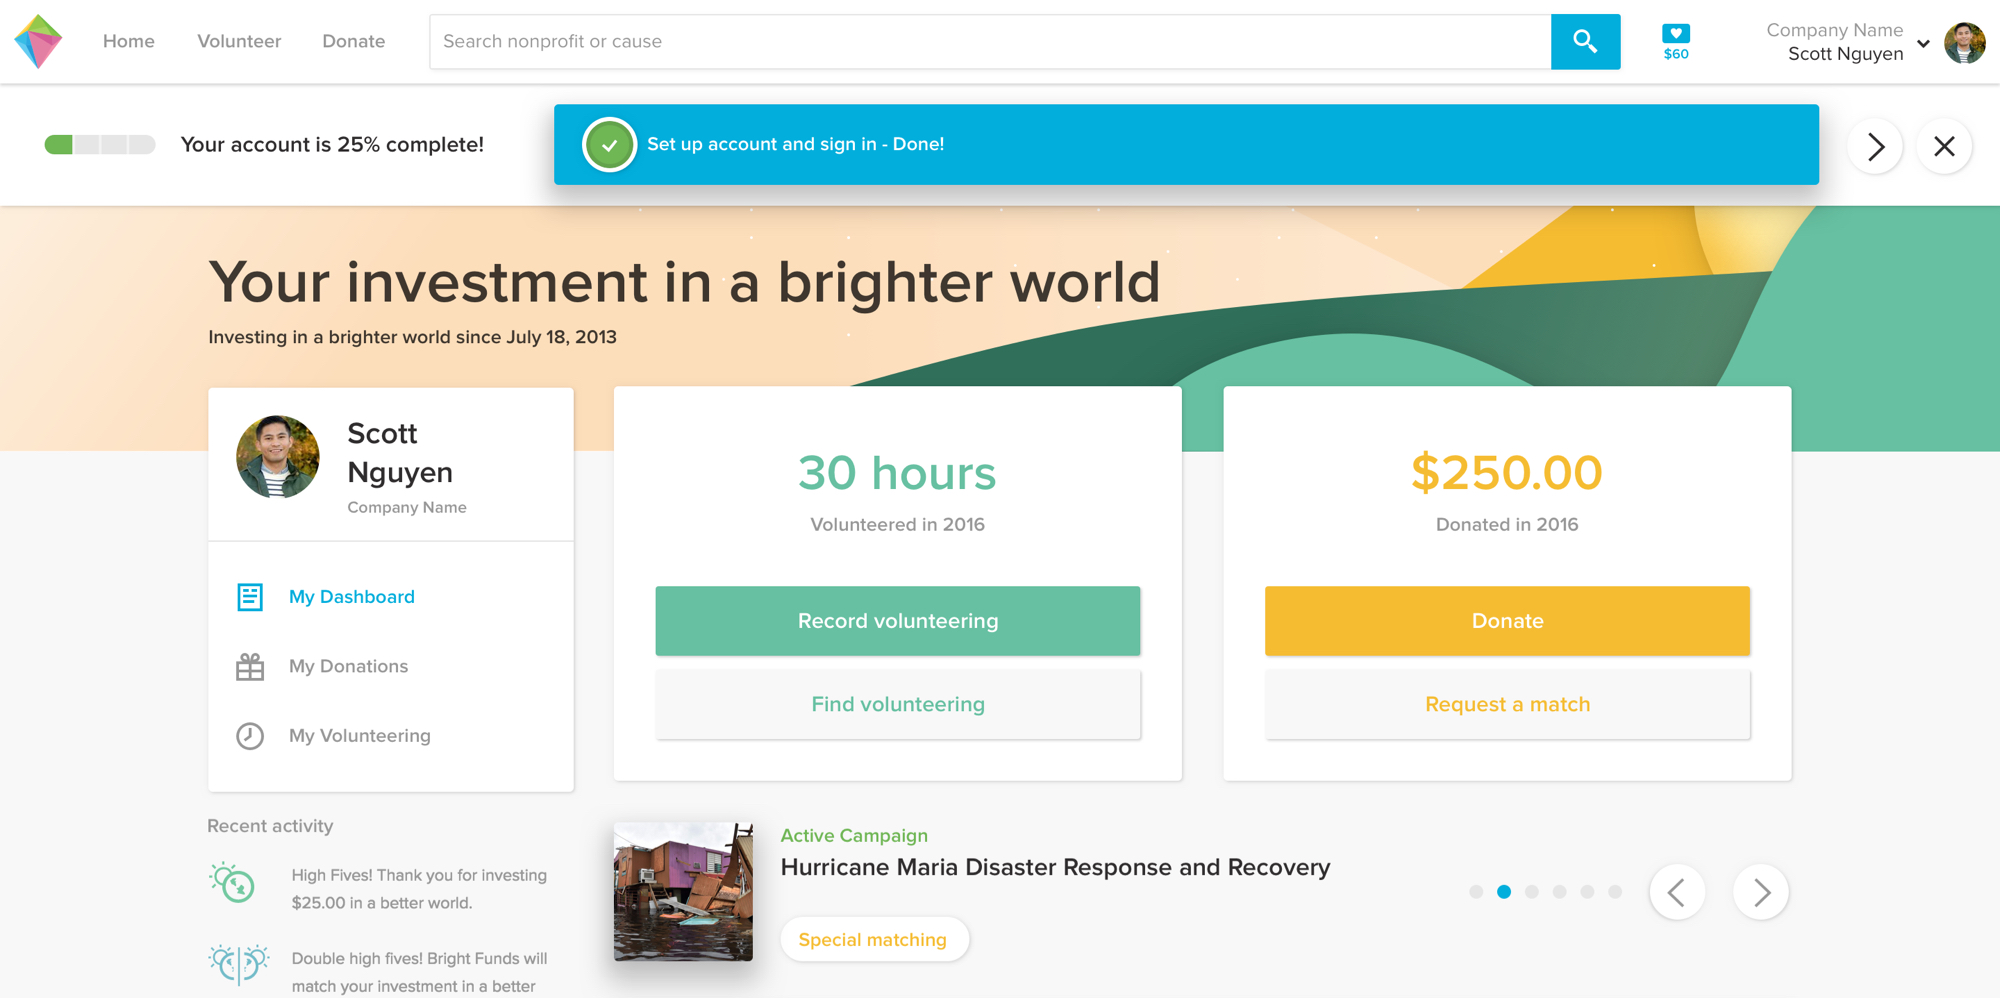 Home
Volunteer
Donate
Search nonprofit or cause
$60
Company Name
Scott Nguyen
Your account is 25% complete!
Set up account and sign in - Done!
Your investment in a brighter world
Investing in a brighter world since July 18, 2013
Scott
Nguyen
Company Name
My Dashboard
My Donations
My Volunteering
30 hours
Volunteered in 2016
Record volunteering
Find volunteering
$250.00
Donated in 2016
Donate
Request a match
Recent activity
High Fives! Thank you for investing
$25.00 in a better world.
Double high fives! Bright Funds will
match your investment in a better
Active Campaign
Hurricane Maria Disaster Response and Recovery
Special matching